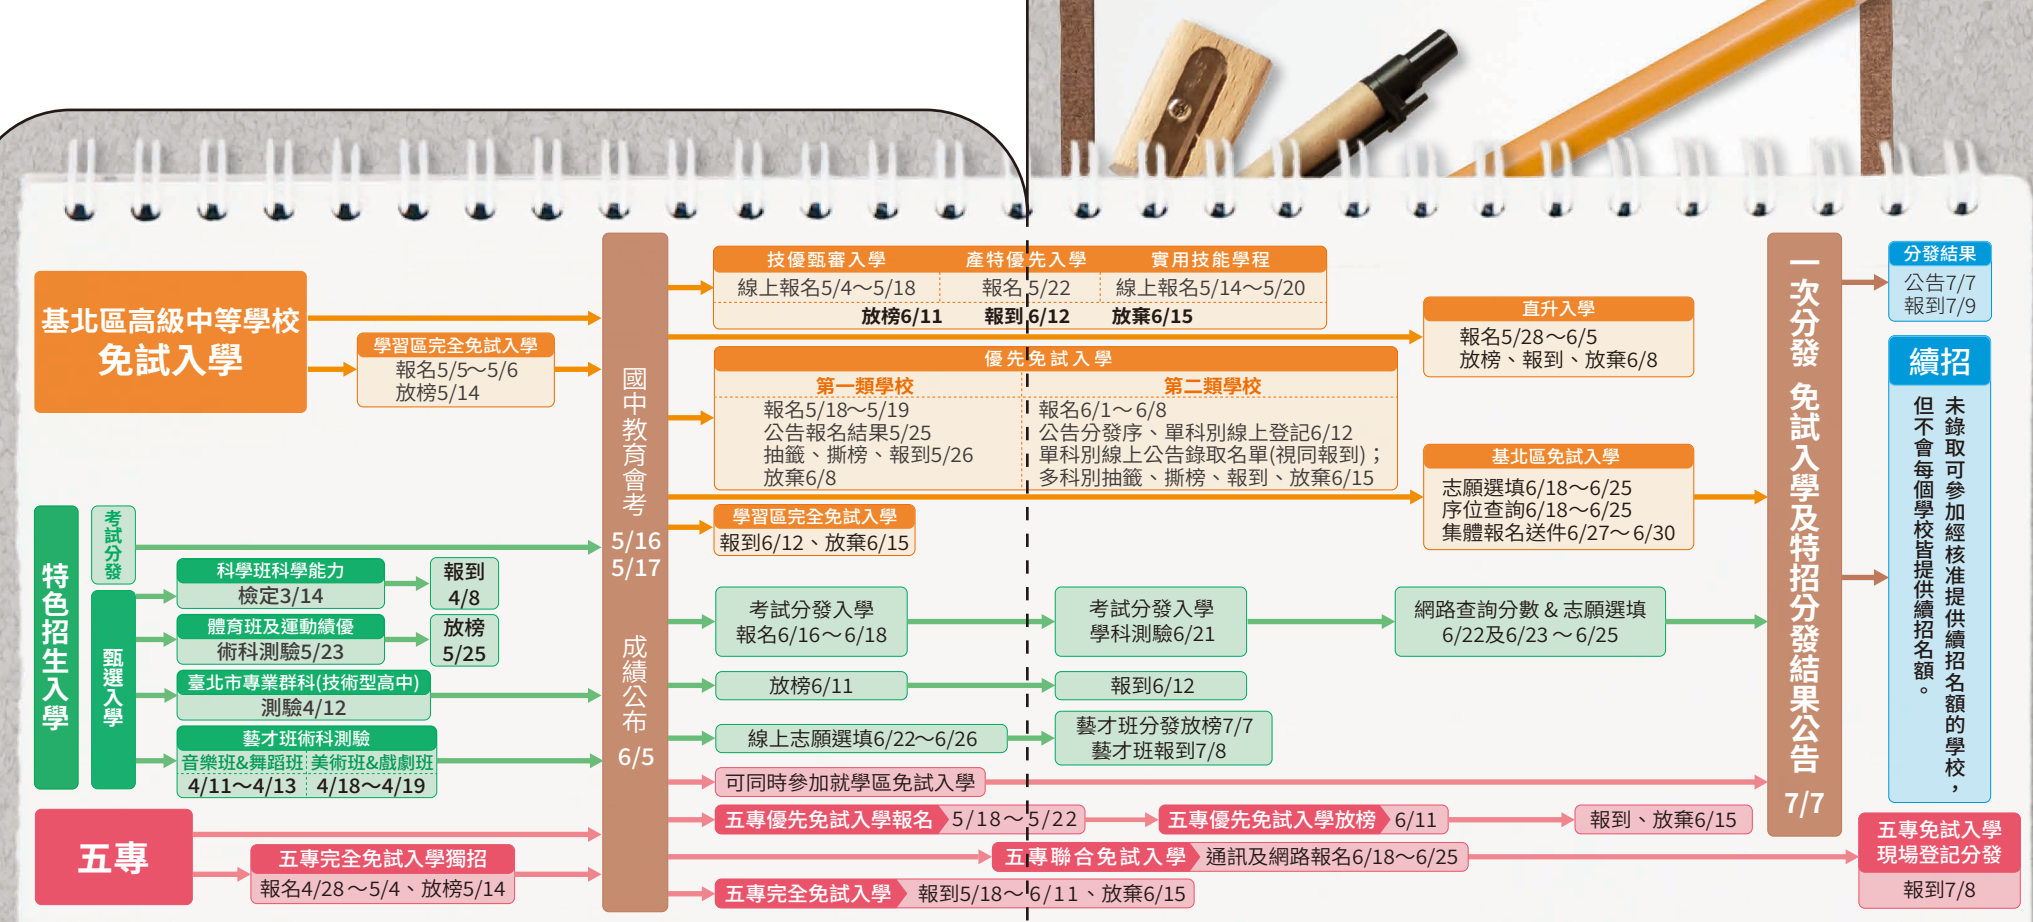 基北區高級中等學校
免試入學
學習區完全免試入學
報名5/5～5/6
放榜5/14
特色招生入學
考試分發
甄選入學
科學班科學能力
檢定3/14
報到
4/8
體育班及運動績優
術科測驗5/23
放榜
5/25
臺北市專業群科(技術型高中)
測驗4/12
藝才班術科測驗
音樂班&舞蹈班 美術班&戲劇班
4/11～4/13 4/18～4/19
五專
五專完全免試入學獨招
報名4/28～5/4、放榜5/14
國中教育會考
5/16
5/17
成績公布
6/5
技優甄審入學 產特優先入學 實用技能學程
線上報名5/4～5/18 報名 5/22 線上報名5/14～5/20
放榜6/11 報到 6/12 放棄6/15
直升入學
報名5/28～6/5
放榜、報到、放棄6/8
優先免試入學
第一類學校
報名5/18～5/19
公告報名結果5/25
抽籤、撕榜、報到5/26
放棄6/8
第二類學校
報名6/1～6/8
公告分發序、單科別線上登記6/12
單科別線上公告錄取名單(視同報到)；
多科別抽籤、撕榜、報到、放棄6/15
基北區免試入學
志願選填6/18～6/25
序位查詢6/18～6/25
集體報名送件6/27～6/30
學習區完全免試入學
報到6/12、放棄6/15
考試分發入學
報名6/16～6/18
考試分發入學
學科測驗6/21
網路查詢分數 & 志願選填
6/22及6/23～6/25
放榜6/11
報到6/12
線上志願選填6/22～6/26
藝才班分發放榜7/7
藝才班報到7/8
可同時參加就學區免試入學
五專優先免試入學報名 5/18～5/22
五專優先免試入學放榜 6/11
報到、放棄6/15
五專聯合免試入學 通訊及網路報名6/18～6/25
五專完全免試入學 報到5/18～6/11、放棄6/15
一次分發 免試入學及特招分發結果公告
7/7
分發結果
公告7/7
報到7/9
續招
未錄取可參加經核准提供續招名額的學校，
但不會每個學校皆提供續招名額。
五專免試入學
現場登記分發
報到7/8